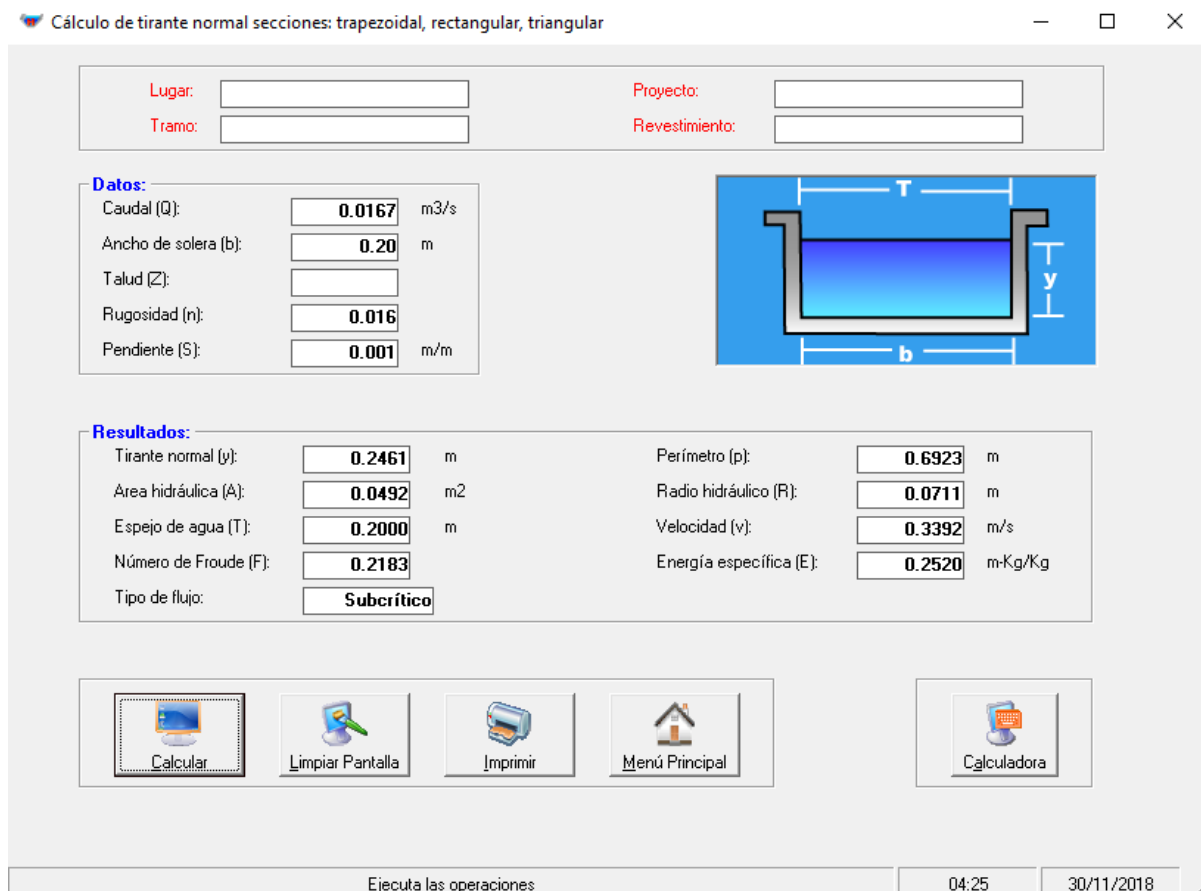 Cálculo de tirante normal secciones: trapezoidal, rectangular, triangular
Lugar: Proyecto:
Tramo: Revestimiento:
Datos:
Caudal (Q): 0.0167 m3/s
Ancho de solera (b): 0.20 m
Talud (Z):
Rugosidad (n): 0.016
Pendiente (S): 0.001 m/m
T
y
b
Resultados:
Tirante normal (y): 0.2461 m Perímetro (p): 0.6923 m
Area hidráulica (A): 0.0492 m2 Radio hidráulico (R): 0.0711 m
Espejo de agua (T): 0.2000 m Velocidad (v): 0.3392 m/s
Número de Froude (F): 0.2183 Energía específica (E): 0.2520 m-Kg/Kg
Tipo de flujo: Subcrítico
Calcular Limpiar Pantalla Imprimir Menú Principal Calculadora
Ejecuta las operaciones 04:25 30/11/2018